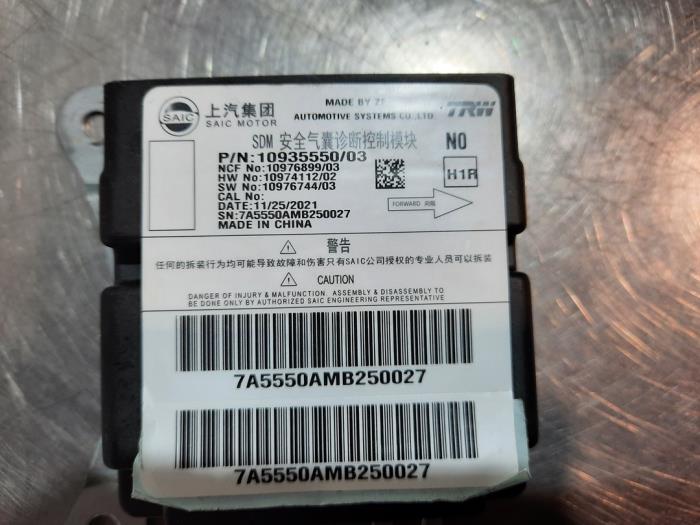 SAIC
上汽集团
SAIC MOTOR
MADE BY ZF
AUTOMOTIVE SYSTEMS CO.,LTD.
TRW
SDM 安全气囊诊断控制模块 NO
P/N:10935550/03
NCF No:10976899/03
HW No:10974112/02
SW No:10976744/03
CAL No:
DATE:11/25/2021
SN:7A5550AMB250027
MADE IN CHINA
H1R
FORWARD 向前
警告
任何的拆装行为均可能导致故障和伤害只有SAIC公司授权的专业人员可以拆装
CAUTION
DANGER OF INJURY & MALFUNCTION. ASSEMBLY & DISASSEMBLY TO
BE DONE ONLY BY AUTHORIZED SAIC ENGINEERING REPRESENTATIVE
7A5550AMB250027
7A5550AMB250027